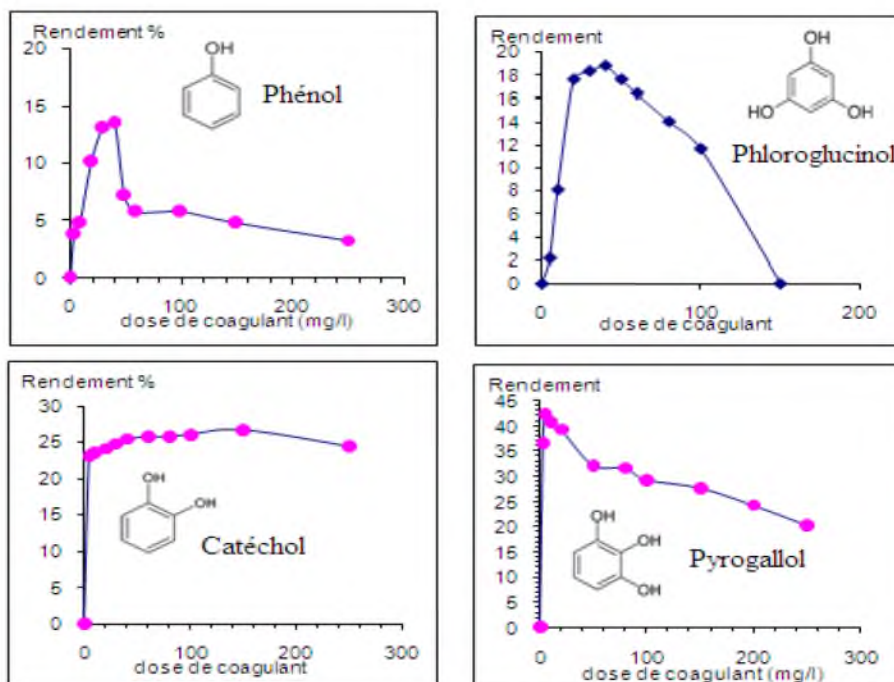 Rendement %
20
15
10
5
0
0
100
200
300
dose de coagulant (mg/l)
OH
Phénol
Rendement
20
18
16
14
12
10
8
6
4
2
0
0
100
200
dose de coagulant
OH
HO
OH
Phloroglucinol
Rendement %
30
25
20
15
10
5
0
0
100
200
300
dose de coagulant
OH
OH
Catéchol
Rendement
45
40
35
30
25
20
15
10
5
0
0
100
200
300
dose de coagulant (mg/l)
OH
OH
OH
Pyrogallol